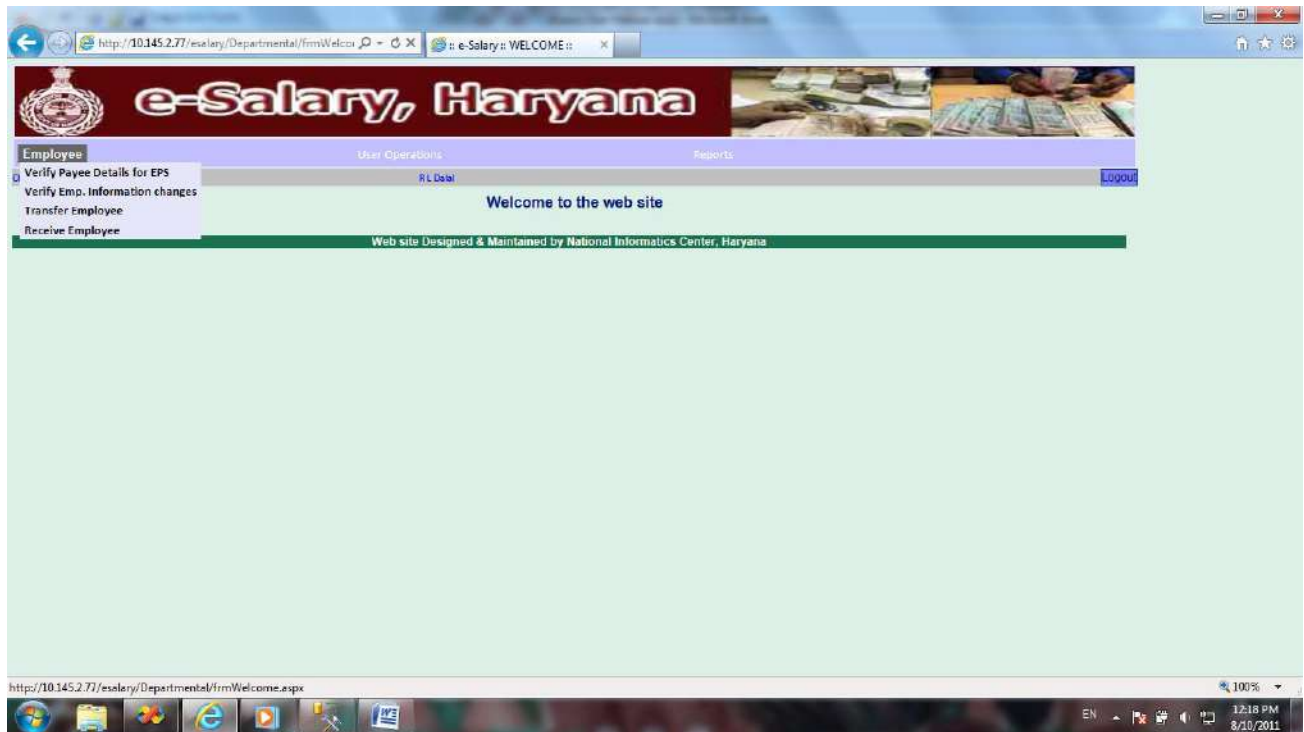 http://10.145.2.77/esalary/Departmental/frmWelco
:: e-Salary :: WELCOME ::
e-Salary, Haryana
Employee User Operations Reports
R L Dalal Logout
Verify Payee Details for EPS
Verify Emp. Information changes
Transfer Employee
Receive Employee
Welcome to the web site
Web site Designed & Maintained by National Informatics Center, Haryana
http://10.145.2.77/esalary/Departmental/frmWelcome.aspx
100%
EN
12:18 PM
8/10/2011